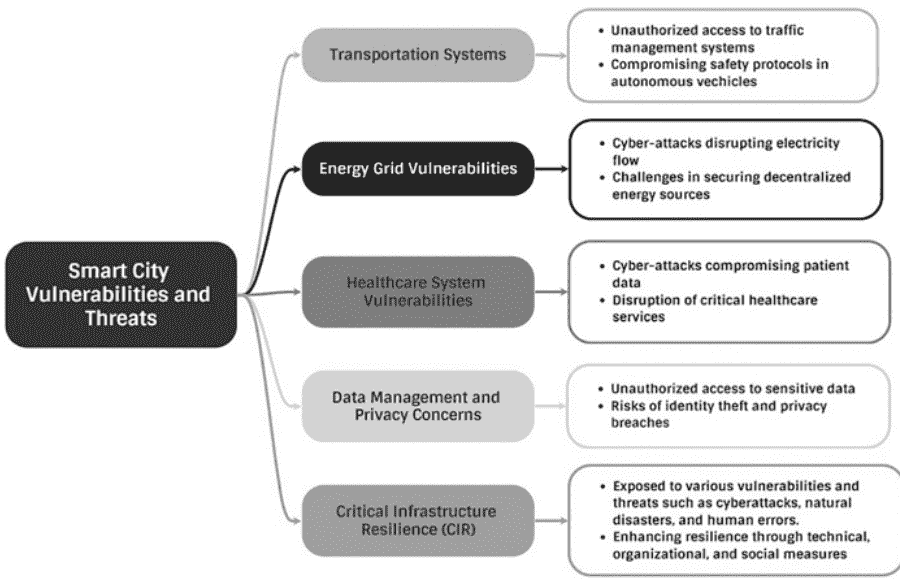 Smart City
Vulnerabilities and
Threats
Transportation Systems
• Unauthorized access to traffic
management systems
• Compromising safety protocols in
autonomous vechicles
Energy Grid Vulnerabilities
• Cyber-attacks disrupting electricity
flow
• Challenges in securing decentralized
energy sources
Healthcare System
Vulnerabilities
• Cyber-attacks compromising patient
data
• Disruption of critical healthcare
services
Data Management and
Privacy Concerns
• Unauthorized access to sensitive data
• Risks of identity theft and privacy
breaches
Critical Infrastructure
Resilience (CIR)
• Exposed to various vulnerabilities and
threats such as cyberattacks, natural
disasters, and human errors.
• Enhancing resilience through technical,
organizational, and social measures